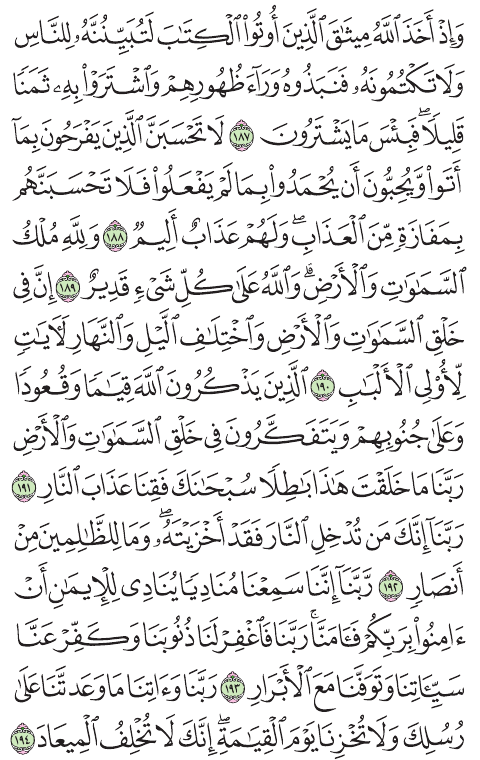 وَإِذْ أَخَذَ ٱللَّهُ مِيثَٰقَ ٱلَّذِينَ أُوتُوا۟ ٱلْكِتَٰبَ لَتُبَيِّنُنَّهُۥ لِلنَّاسِ
وَلَا تَكْتُمُونَهُۥ فَنَبَذُوهُ وَرَآءَ ظُهُورِهِمْ وَٱشْتَرَوْا۟ بِهِۦ ثَمَنًا
قَلِيلًا ۖ فَبِئْسَ مَا يَشْتَرُونَ ١٨٧ لَا تَحْسَبَنَّ ٱلَّذِينَ يَفْرَحُونَ بِمَآ
أَتَوا۟ وَّيُحِبُّونَ أَن يُحْمَدُوا۟ بِمَا لَمْ يَفْعَلُوا۟ فَلَا تَحْسَبَنَّهُم
بِمَفَازَةٍ مِّنَ ٱلْعَذَابِ ۖ وَلَهُمْ عَذَابٌ أَلِيمٌ ١٨٨ وَلِلَّهِ مُلْكُ
ٱلسَّمَٰوَٰتِ وَٱلْأَرْضِ ۗ وَٱللَّهُ عَلَىٰ كُلِّ شَىْءٍ قَدِيرٌ ١٨٩ إِنَّ فِى
خَلْقِ ٱلسَّمَٰوَٰتِ وَٱلْأَرْضِ وَٱخْتِلَٰفِ ٱلَّيْلِ وَٱلنَّهَارِ لَءَايَٰتٍ
لِّأُو۟لِى ٱلْأَلْبَٰبِ ١٩٠ ٱلَّذِينَ يَذْكُرُونَ ٱللَّهَ قِيَٰمًا وَقُعُودًا
وَعَلَىٰ جُنُوبِهِمْ وَيَتَفَكَّرُونَ فِى خَلْقِ ٱلسَّمَٰوَٰتِ وَٱلْأَرْضِ
رَبَّنَا مَا خَلَقْتَ هَٰذَا بَٰطِلًا سُبْحَٰنَكَ فَقِنَا عَذَابَ ٱلنَّارِ ١٩١
رَبَّنَآ إِنَّكَ مَن تُدْخِلِ ٱلنَّارَ فَقَدْ أَخْزَيْتَهُۥ ۖ وَمَا لِلظَّٰلِمِينَ مِنْ
أَنصَارٍ ١٩٢ رَّبَّنَآ إِنَّنَا سَمِعْنَا مُنَادِيًا يُنَادِى لِلْإِيمَٰنِ أَنْ
ءَامِنُوا۟ بِرَبِّكُمْ فَـَٔامَنَّا ۚ رَبَّنَا فَٱغْفِرْ لَنَا ذُنُوبَنَا وَكَفِّرْ عَنَّا
سَيِّـَٔاتِنَا وَتَوَفَّنَا مَعَ ٱلْأَبْرَارِ ١٩٣ رَبَّنَا وَءَاتِنَا مَا وَعَدتَّنَا عَلَىٰ
رُسُلِكَ وَلَا تُخْزِنَا يَوْمَ ٱلْقِيَٰمَةِ ۗ إِنَّكَ لَا تُخْلِفُ ٱلْمِيعَادَ ١٩٤